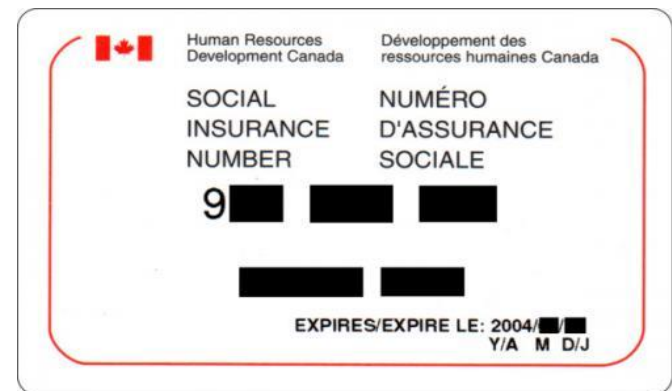 Human Resources
Development Canada
Développement des
ressources humaines Canada
SOCIAL
INSURANCE
NUMBER
NUMÉRO
D'ASSURANCE
SOCIALE
9
EXPIRES/EXPIRE LE: 2004/ /
Y/A M D/J